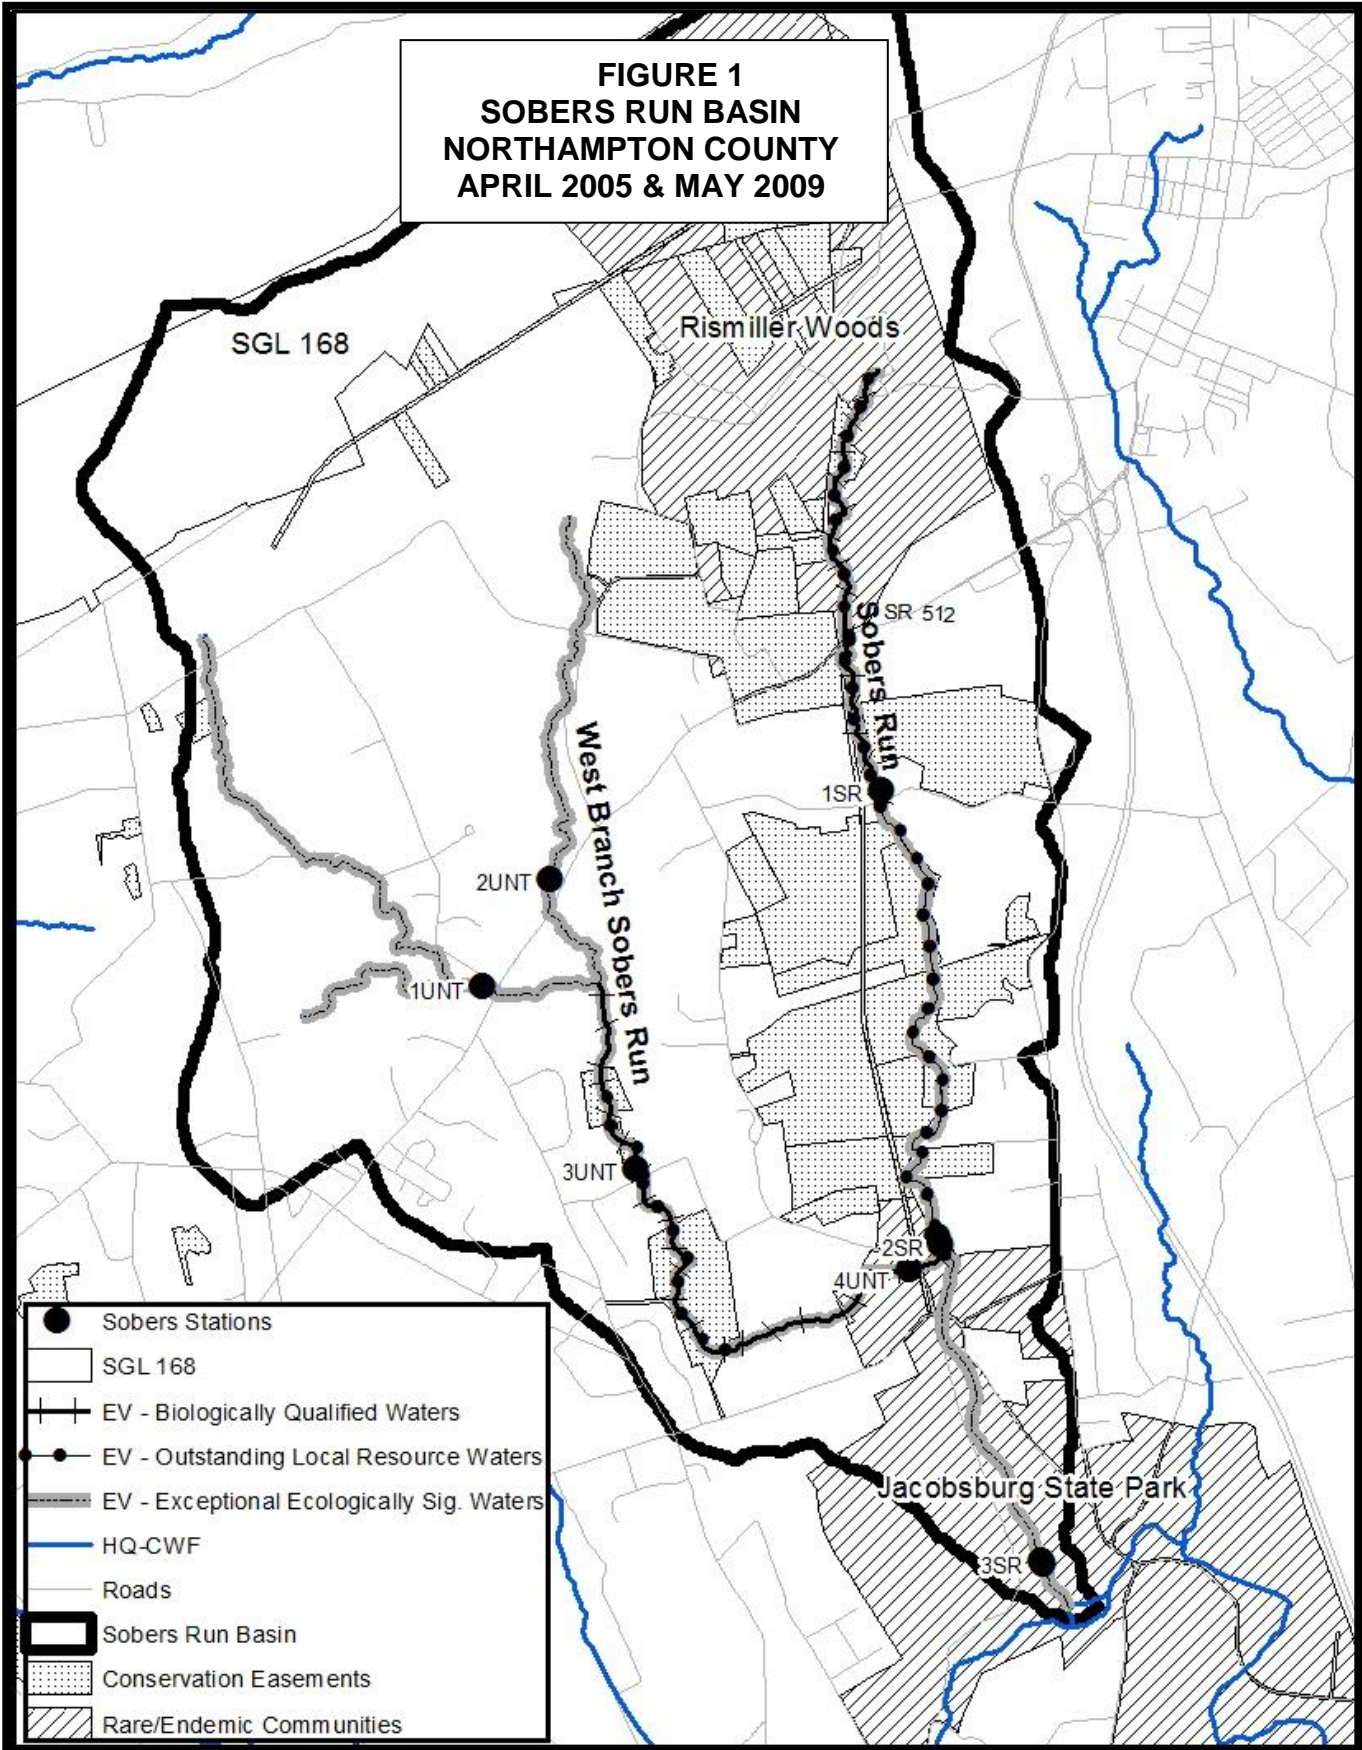 FIGURE 1
SOBERS RUN BASIN
NORTHAMPTON COUNTY
APRIL 2005 & MAY 2009
SGL 168
Rismiller Woods
SR 512
Sobers Run
1SR
West Branch Sobers Run
2UNT
1UNT
3UNT
2SR
4UNT
Jacobsburg State Park
3SR
Sobers Stations
SGL 168
EV - Biologically Qualified Waters
EV - Outstanding Local Resource Waters
EV - Exceptional Ecologically Sig. Waters
HQ-CWF
Roads
Sobers Run Basin
Conservation Easements
Rare/Endemic Communities